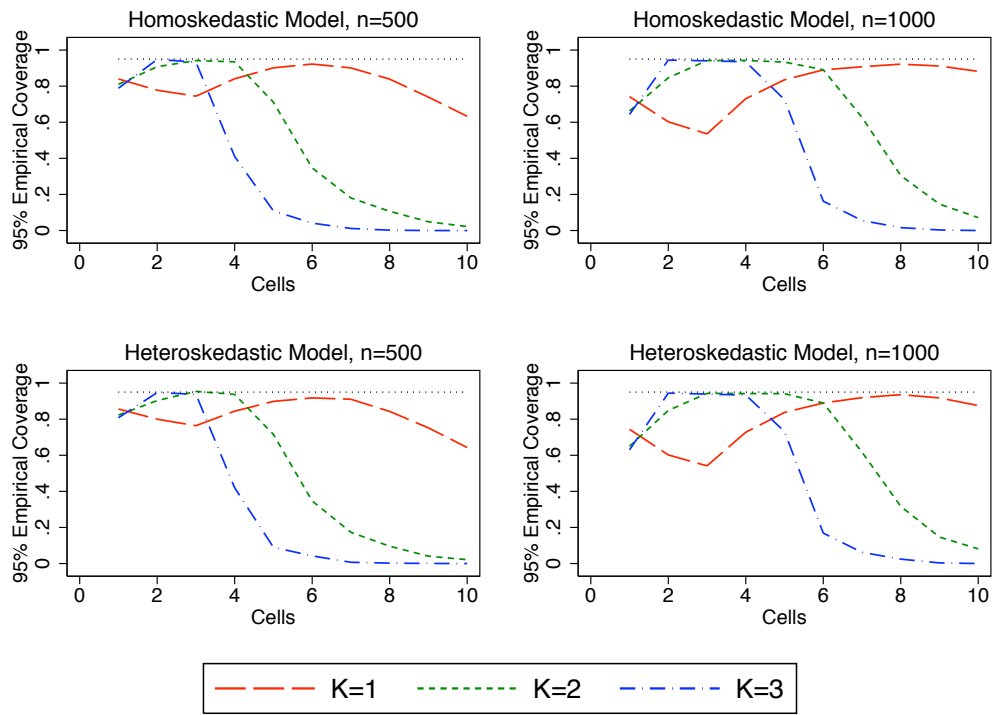 Homoskedastic Model, n=500
95% Empirical Coverage
0 .2 .4 .6 .8 1
0 2 4 6 8 10
Cells
Homoskedastic Model, n=1000
95% Empirical Coverage
0 .2 .4 .6 .8 1
0 2 4 6 8 10
Cells
Heteroskedastic Model, n=500
95% Empirical Coverage
0 .2 .4 .6 .8 1
0 2 4 6 8 10
Cells
Heteroskedastic Model, n=1000
95% Empirical Coverage
0 .2 .4 .6 .8 1
0 2 4 6 8 10
Cells
K=1 K=2 K=3